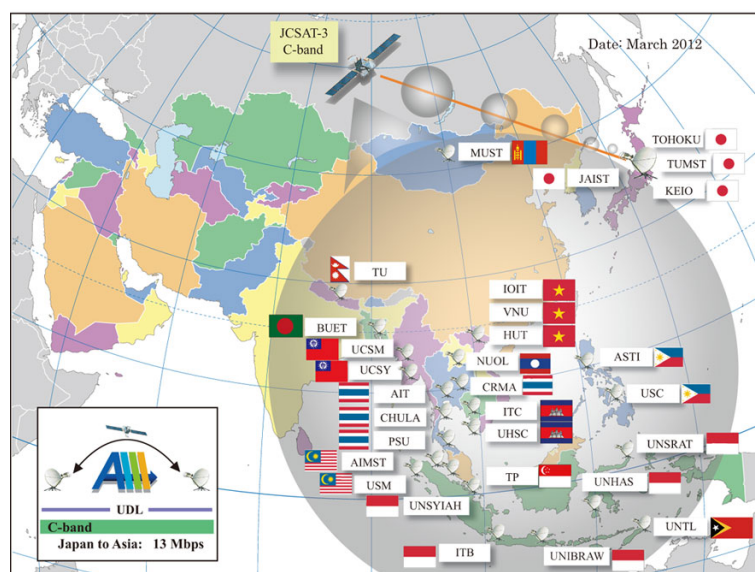 JCSAT-3
C-band
Date: March 2012
TOHOKU
MUST
TUMST
JAIST
KEIO
TU
IOIT
VNU
BUET
HUT
UCSM
NUOL
ASTI
UCSY
CRMA
AIT
USC
CHULA
ITC
PSU
UHSC
UNSRAT
AIMST
TP
UNHAS
USM
UNSYIAH
UNTL
ITB
UNIBRAW
AI
UDL
C-band
Japan to Asia: 13 Mbps